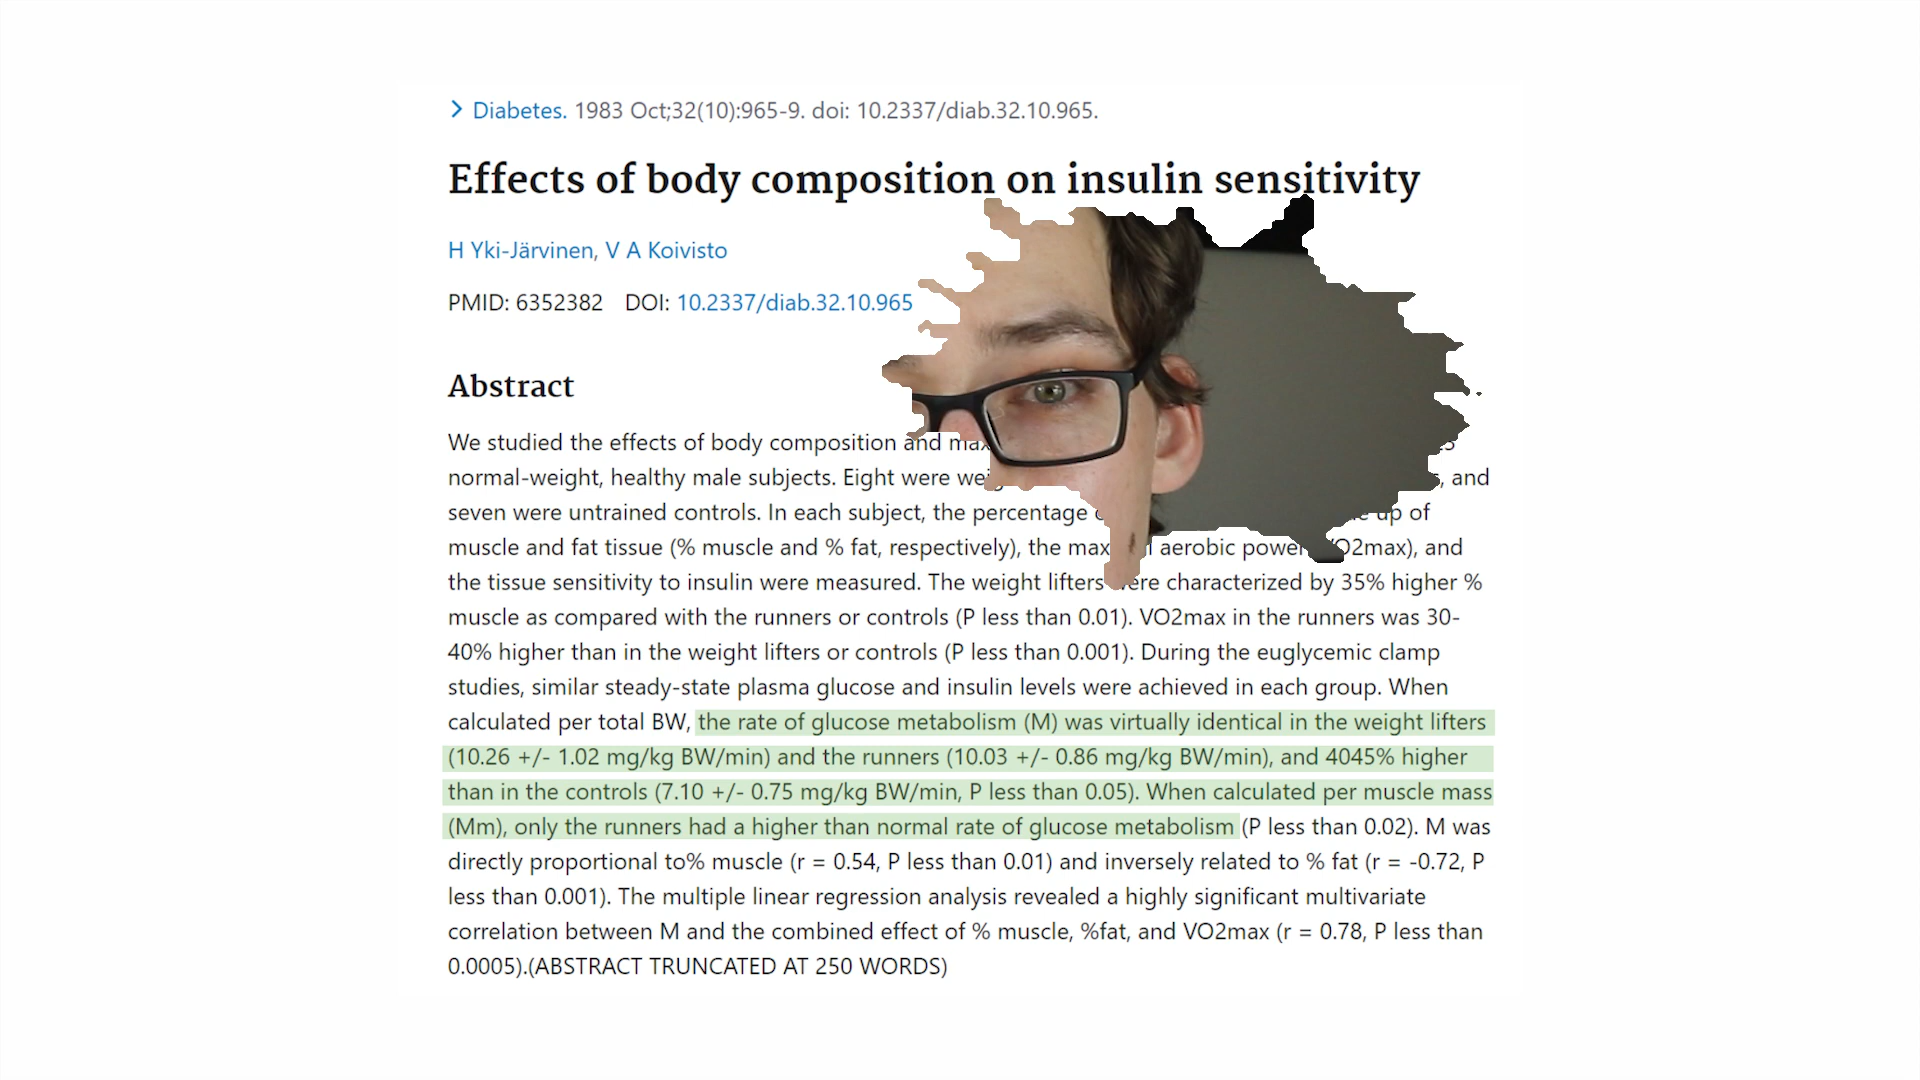 Diabetes. 1983 Oct;32(10):965-9. doi: 10.2337/diab.32.10.965.
Effects of body composition on insulin sensitivity
H Yki-Järvinen, V A Koivisto
PMID: 6352382 DOI: 10.2337/diab.32.10.965
Abstract
We studied the effects of body composition and
normal-weight, healthy male subjects. Eight were , and
seven were untrained controls. In each subject, the percentage up of
muscle and fat tissue (% muscle and % fat, respectively), the aerobic power VO2max), and
the tissue sensitivity to insulin were measured. The weight lifters were characterized by 35% higher %
muscle as compared with the runners or controls (P less than 0.01). VO2max in the runners was 30-
40% higher than in the weight lifters or controls (P less than 0.001). During the euglycemic clamp
studies, similar steady-state plasma glucose and insulin levels were achieved in each group. When
calculated per total BW, the rate of glucose metabolism (M) was virtually identical in the weight lifters
(10.26 +/- 1.02 mg/kg BW/min) and the runners (10.03 +/- 0.86 mg/kg BW/min), and 4045% higher
than in the controls (7.10 +/- 0.75 mg/kg BW/min, P less than 0.05). When calculated per muscle mass
(Mm), only the runners had a higher than normal rate of glucose metabolism (P less than 0.02). M was
directly proportional to% muscle (r = 0.54, P less than 0.01) and inversely related to % fat (r = -0.72, P
less than 0.001). The multiple linear regression analysis revealed a highly significant multivariate
correlation between M and the combined effect of % muscle, %fat, and VO2max (r = 0.78, P less than
0.0005).(ABSTRACT TRUNCATED AT 250 WORDS)